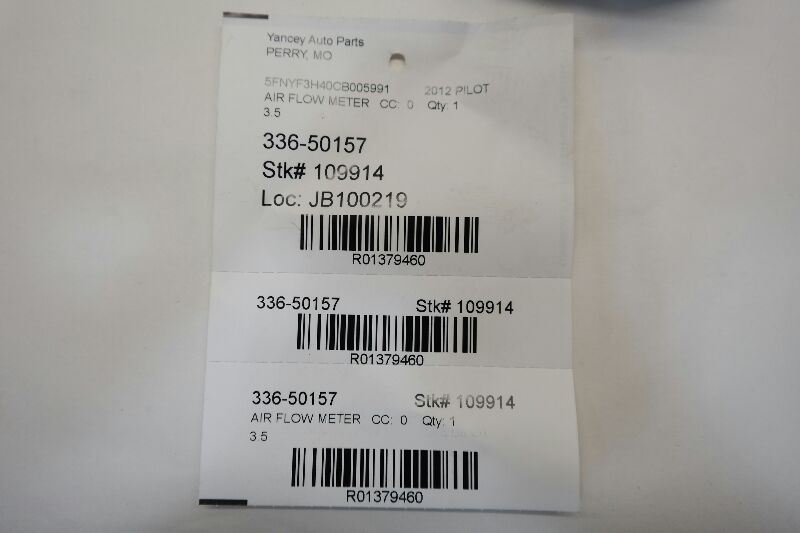 Yancey Auto Parts
PERRY, MO
5FNYF3H40CB005991 2012 PILOT
AIR FLOW METER CC: 0 Qty: 1
3.5
336-50157
Stk# 109914
Loc: JB100219
R01379460
336-50157 Stk# 109914
R01379460
336-50157 Stk# 109914
AIR FLOW METER CC: 0 Qty: 1
3.5
R01379460